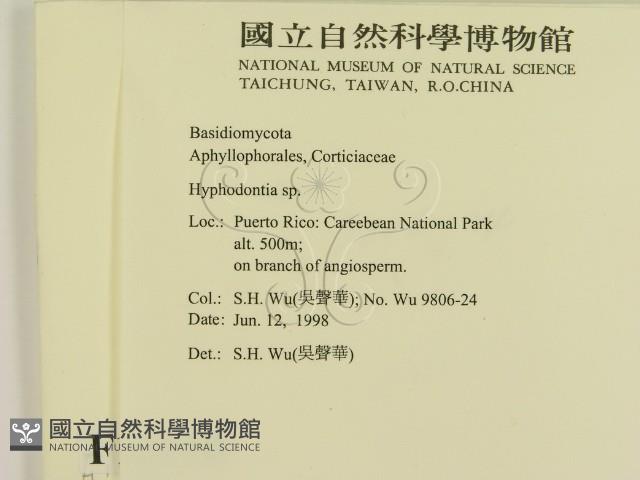 國立自然科學博物館
NATIONAL MUSEUM OF NATURAL SCIENCE
TAICHUNG, TAIWAN, R.O.CHINA
Basidiomycota
Aphyllophorales, Corticiaceae
Hyphodontia sp.
Loc.: Puerto Rico: Careebean National Park
alt. 500m;
on branch of angiosperm.
Col.: S.H. Wu(吳聲華); No. Wu 9806-24
Date: Jun. 12, 1998
Det.: S.H. Wu(吳聲華)
國立自然科學博物館
NATIONAL MUSEUM OF NATURAL SCIENCE
F